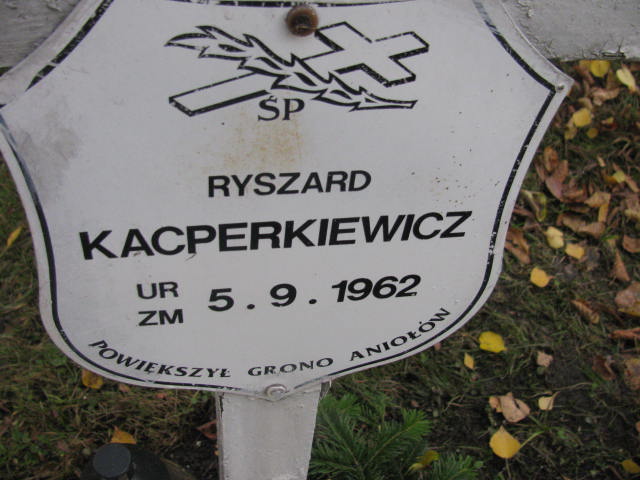 ŚP
RYSZARD
KACPERKIEWICZ
UR
ZM 5.9.1962
POWIĘKSZYŁ GRONO ANIOŁÓW